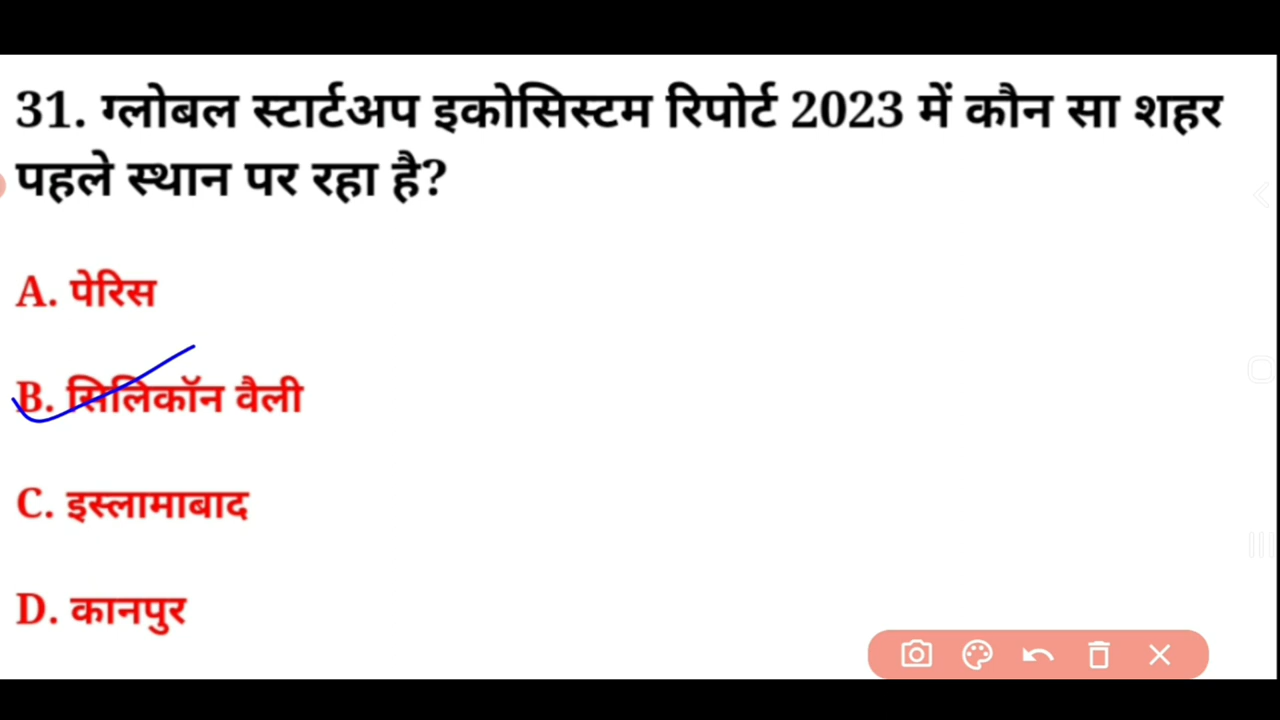 31. ग्लोबल स्टार्टअप इकोसिस्टम रिपोर्ट 2023 में कौन सा शहर
पहले स्थान पर रहा है?
A. पेरिस
B. सिलिकॉन वैली
C. इस्लामाबाद
D. कानपुर